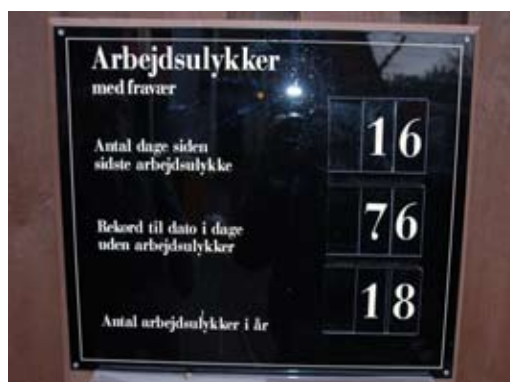 Arbejdsulykker
med fravær
Antal dage siden
sidste arbejdsulykke
16
Rekord til dato i dage
uden arbejdsulykker
76
Antal arbejdsulykker i år
18